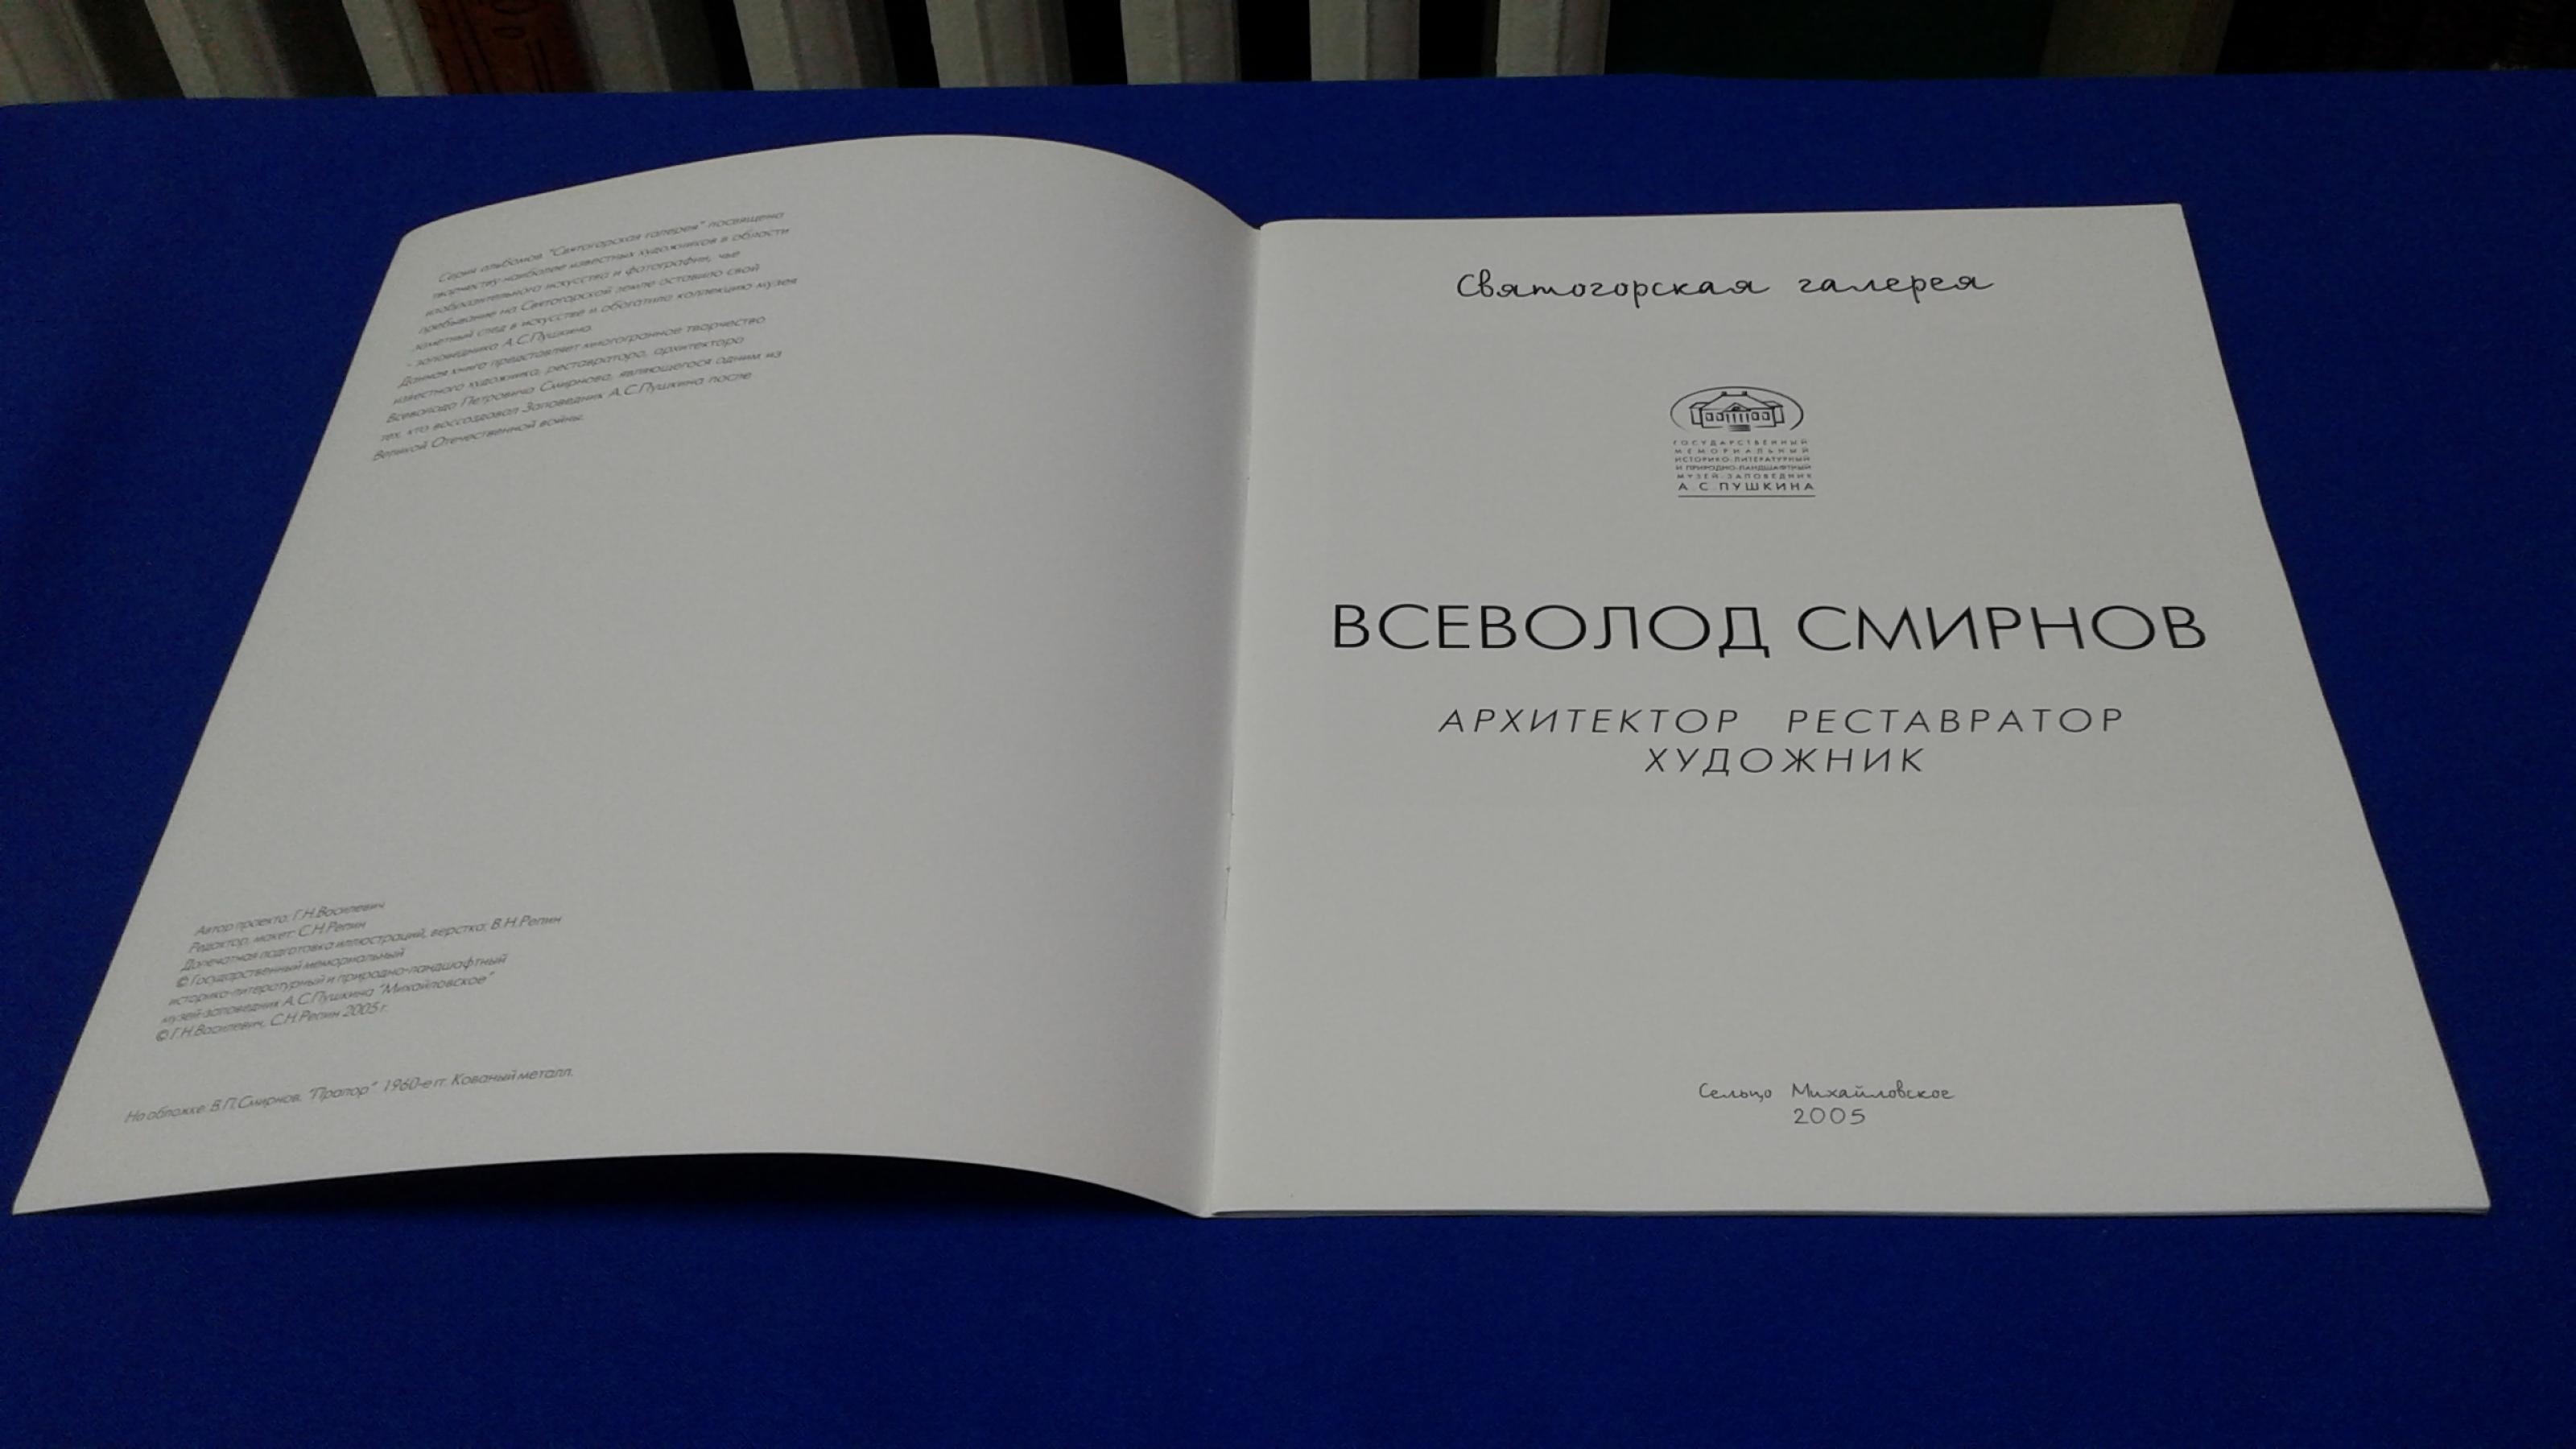 Серия альбомов "Святогорская галерея" посвящена
творчеству наиболее известных художников в области
изобразительного искусства и фотографии, чье
пребывание на Святогорской земле оставило свой
заметный след в искусстве и обогатило коллекцию музея
- заповедника А.С.Пушкина.
Данная книга представляет многогранное творчество
известного художника, реставратора, архитектора
Всеволода Петровича Смирнова, являющегося одним из
тех, кто воссоздавал Заповедник А.С.Пушкина после
Великой Отечественной войны.
Автор проекта: Г.Н.Василевич
Редактор, макет: С.Н.Репин
Допечатная подготовка иллюстраций, верстка: В.Н.Репин
© Государственный мемориальный
историко-литературный и природно-ландшафтный
музей-заповедник А.С.Пушкина "Михайловское"
© Г.Н.Василевич, С.Н.Репин 2005 г.
На обложке: В.П.Смирнов. "Прапор" 1960-е гг. Кованый металл.
Святогорская галерея
ГОСУДАРСТВЕННЫЙ
МЕМОРИАЛЬНЫЙ
ИСТОРИКО-ЛИТЕРАТУРНЫЙ
И ПРИРОДНО-ЛАНДШАФТНЫЙ
МУЗЕЙ-ЗАПОВЕДНИК
А.С.ПУШКИНА
ВСЕВОЛОД СМИРНОВ
АРХИТЕКТОР РЕСТАВРАТОР
ХУДОЖНИК
Сельцо Михайловское
2005